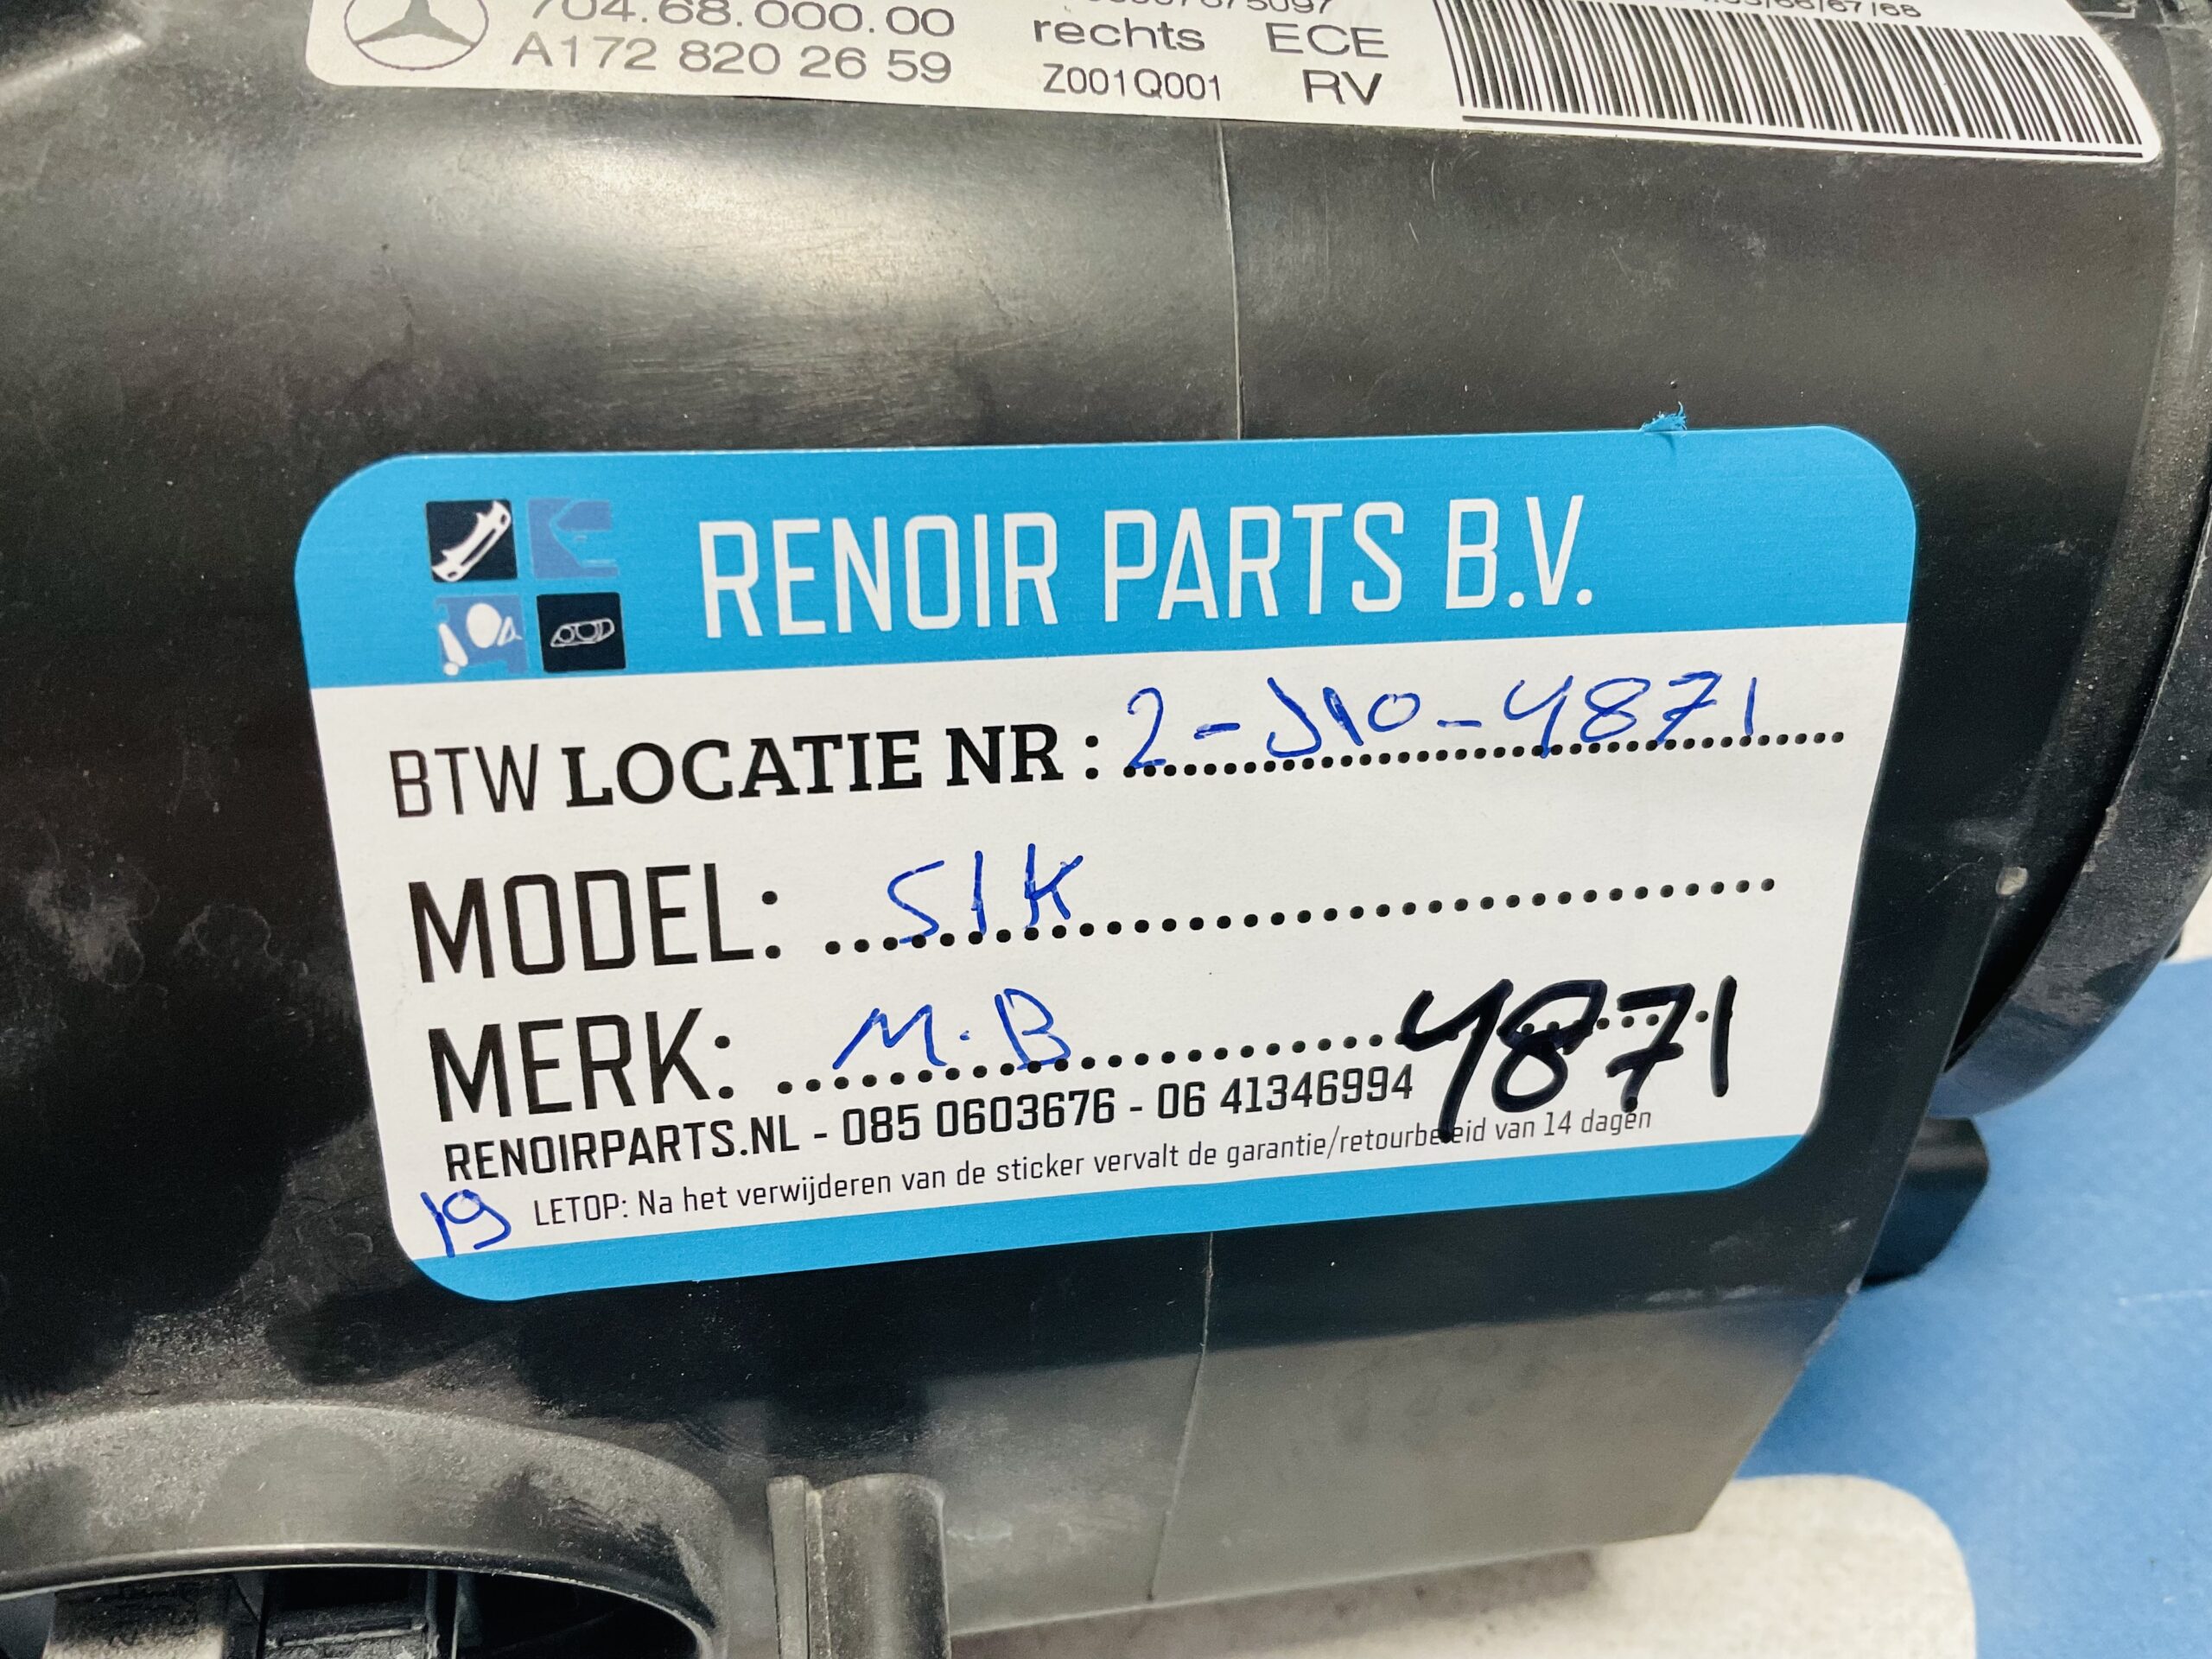 704.68.000.00
A172 820 2659
rechts ECE
Z001Q001 RV
RENOIR PARTS B.V.
BTW LOCATIE NR : 2-J10-4871
MODEL: SLK
MERK: M.B
4871
RENOIRPARTS.NL - 085 0603676 - 06 41346994
19
LETOP: Na het verwijderen van de sticker vervalt de garantie/retourbeleid van 14 dagen